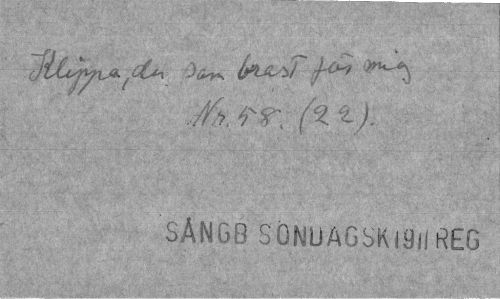 Klippa, du som brast för mig
Nr. 58. (22).
SÅNGB SÖNDAGSK 1911 REG